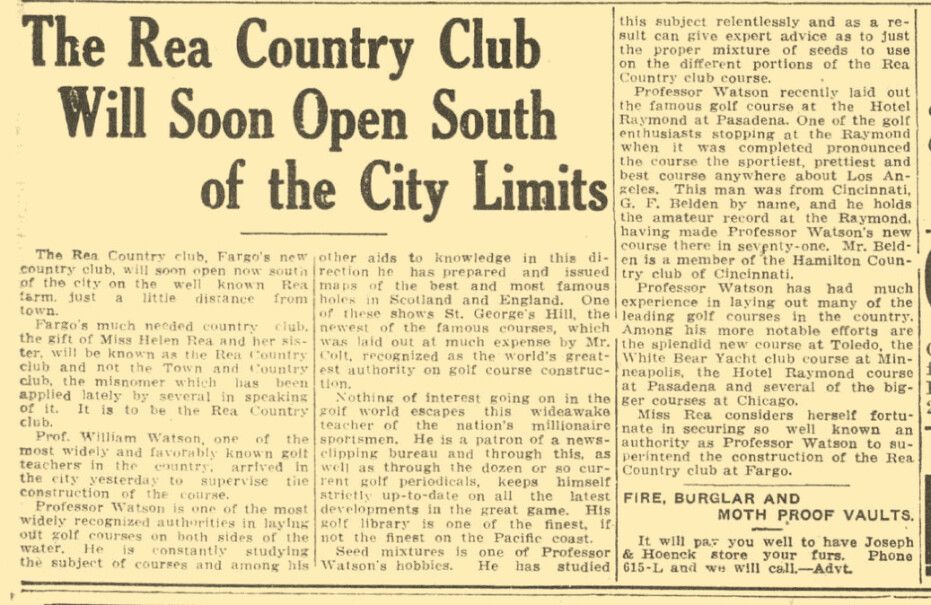 The Rea Country Club
Will Soon Open South
of the City Limits
The Rea Country club, Fargo's new
country club, will soon open now south
of the city on the well known Rea
farm, just a little distance from
town.
Fargo's much needed country club,
the gift of Miss Helen Rea and her sis-
ter, will be known as the Rea Country
club and not the Town and Country
club, the misnomer which has been
applied lately by several in speaking
of it. It is to be the Rea Country
club.
Prof. William Watson, one of the
most widely and favorably known golf
teachers in the country, arrived in
the city yesterday to supervise the
construction of the course.
Professor Watson is one of the most
widely recognized authorities in laying
out golf courses on both sides of the
water. He is constantly studying
the subject of courses and among his
other aids to knowledge in this di-
rection he has prepared and issued
maps of the best and most famous
holes in Scotland and England. One
of these shows St. George's Hill, the
newest of the famous courses, which
was laid out at much expense by Mr.
Colt, recognized as the world's great-
est authority on golf course construc-
tion.
Nothing of interest going on in the
golf world escapes this wideawake
teacher of the nation's millionaire
sportsmen. He is a patron of a news-
clipping bureau and through this, as
well as through the dozen or so cur-
rent golf periodicals, keeps himself
strictly up-to-date on all the latest
developments in the great game. His
golf library is one of the finest, if
not the finest on the Pacific coast.
Seed mixtures is one of Professor
Watson's hobbies. He has studied
this subject relentlessly and as a re-
sult can give expert advice as to just
the proper mixture of seeds to use
on the different portions of the Rea
Country club course.
Professor Watson recently laid out
the famous golf course at the Hotel
Raymond at Pasadena. One of the golf
enthusiasts stopping at the Raymond
when it was completed pronounced
the course the sportiest, prettiest and
best course anywhere about Los An-
geles. This man was from Cincinnati,
G. F. Belden by name, and he holds
the amateur record at the Raymond,
having made Professor Watson's new
course there in seventy-one. Mr. Beld-
en is a member of the Hamilton Coun-
try club of Cincinnati.
Professor Watson has had much
experience in laying out many of the
leading golf courses in the country.
Among his more notable efforts are
the splendid new course at Toledo, the
White Bear Yacht club course at Min-
neapolis, the Hotel Raymond course
at Pasadena and several of the big-
ger courses at Chicago.
Miss Rea considers herself fortu-
nate in securing so well known an
authority as Professor Watson to su-
perintend the construction of the Rea
Country club at Fargo.
FIRE, BURGLAR AND
MOTH PROOF VAULTS.
It will pay you well to have Joseph
& Hoenck store your furs. Phone
615-L and we will call.—Advt.